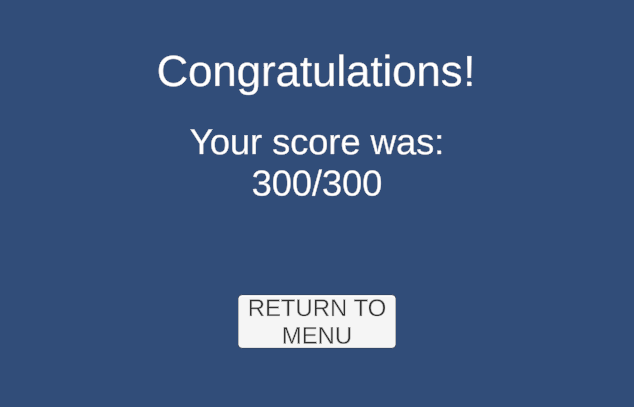 Congratulations!
Your score was:
300/300
RETURN TO
MENU